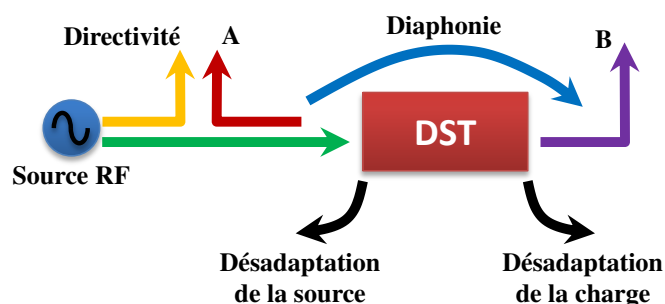 Directivité
A
Diaphonie
B
DST
Source RF
Désadaptation
de la source
Désadaptation
de la charge